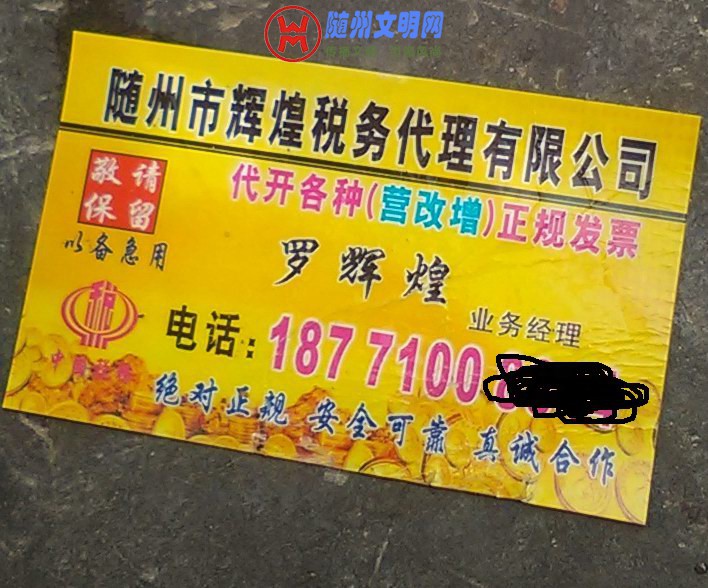 随州文明网
随州市辉煌税务代理有限公司
敬请
保留
代开各种(营改增)正规发票
以备急用
罗辉煌
业务经理
税
电话:1877100
绝对正规 安全可靠 真诚合作